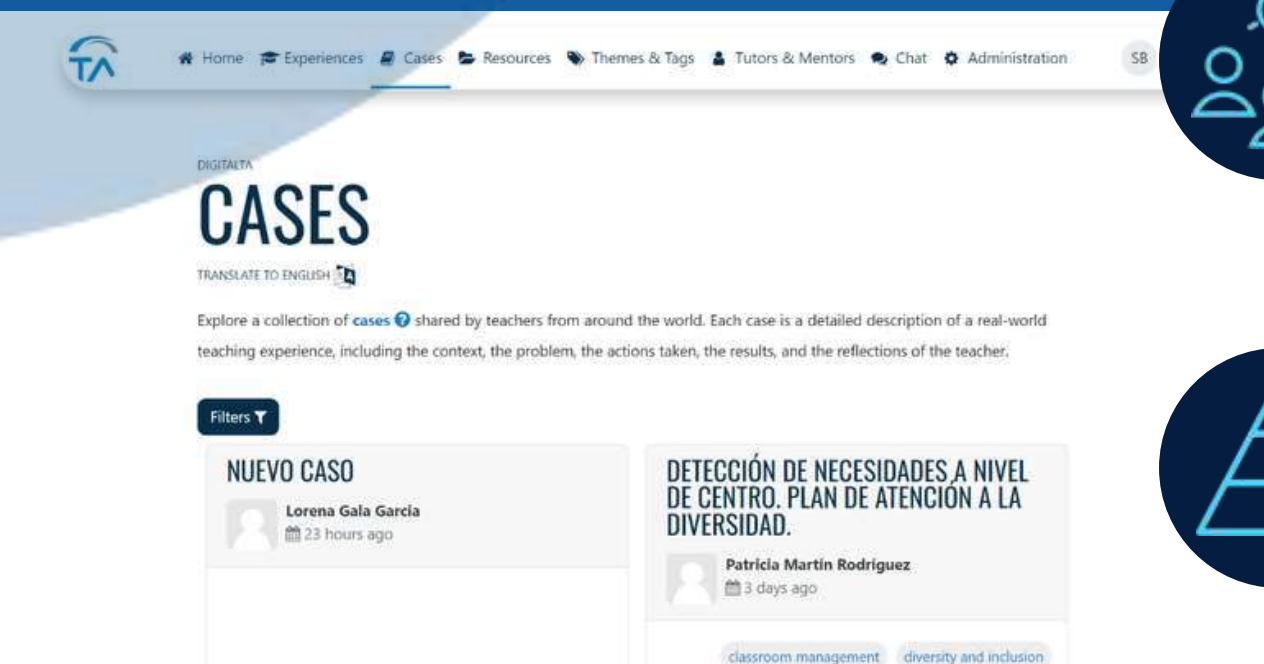 TA
Home Experiences Cases Resources Themes & Tags Tutors & Mentors Chat Administration SB
DIGITALTA
CASES
TRANSLATE TO ENGLISH
Explore a collection of cases shared by teachers from around the world. Each case is a detailed description of a real-world
teaching experience, including the context, the problem, the actions taken, the results, and the reflections of the teacher.
Filters
NUEVO CASO
Lorena Gala Garcia
23 hours ago
DETECCIÓN DE NECESIDADES A NIVEL
DE CENTRO. PLAN DE ATENCIÓN A LA
DIVERSIDAD.
Patricia Martín Rodríguez
3 days ago
classroom management diversity and inclusion